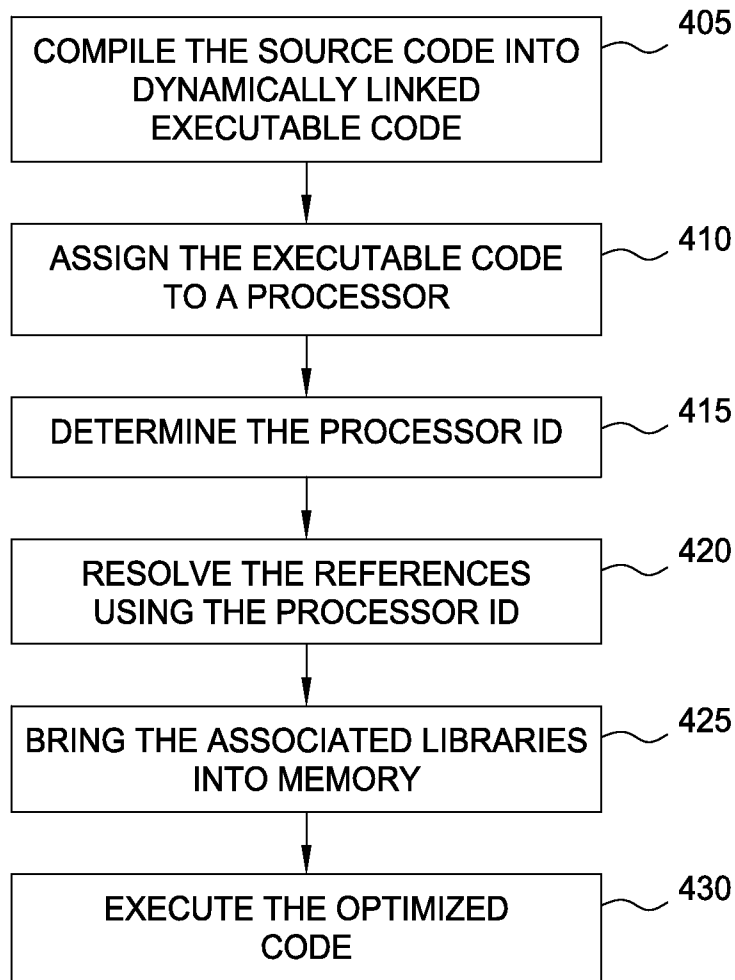 COMPILE THE SOURCE CODE INTO
DYNAMICALLY LINKED
EXECUTABLE CODE
405
ASSIGN THE EXECUTABLE CODE
TO A PROCESSOR
410
DETERMINE THE PROCESSOR ID
415
RESOLVE THE REFERENCES
USING THE PROCESSOR ID
420
BRING THE ASSOCIATED LIBRARIES
INTO MEMORY
425
EXECUTE THE OPTIMIZED
CODE
430